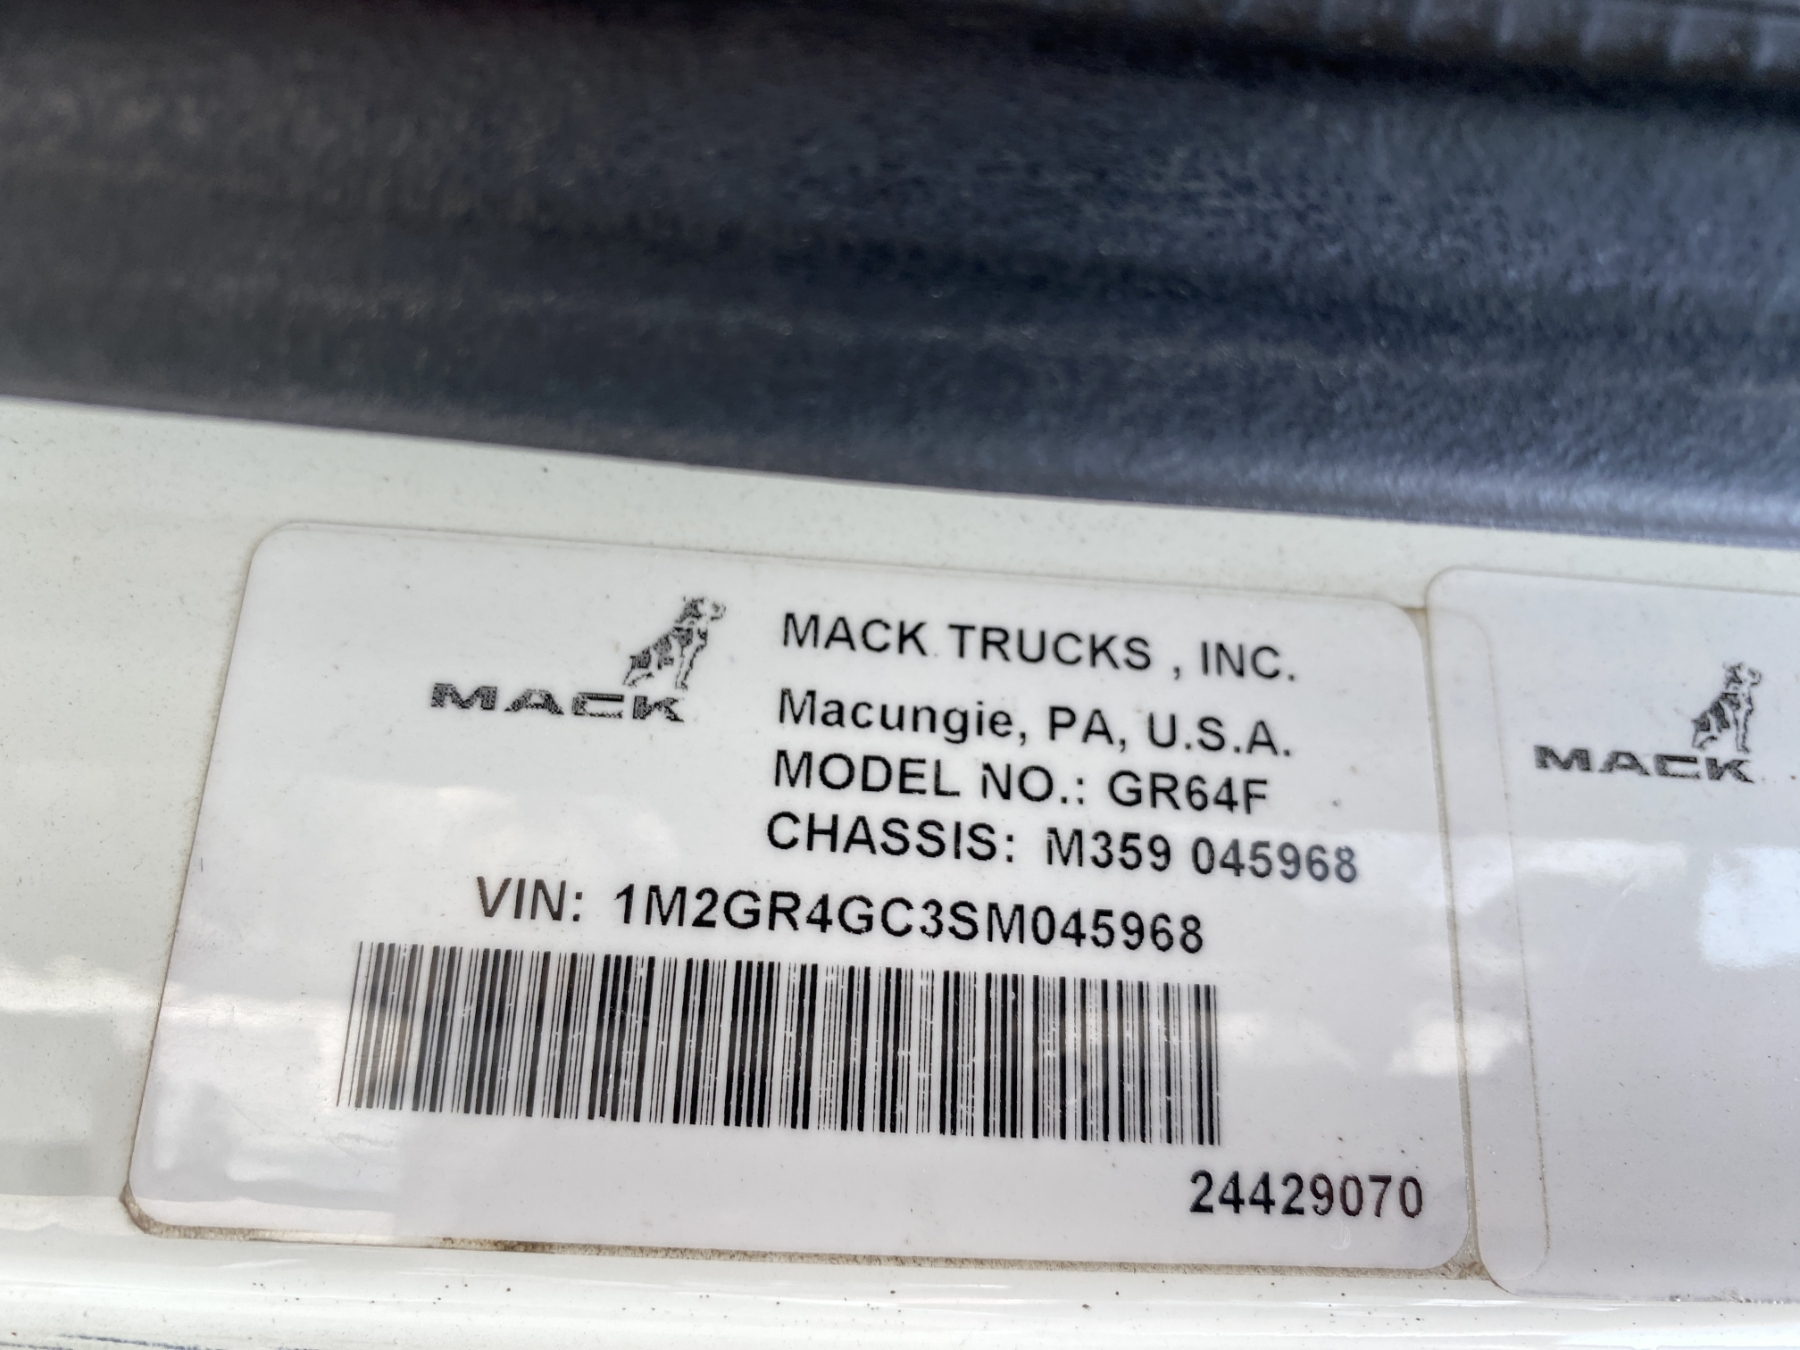 MACK
MACK TRUCKS , INC.
Macungie, PA, U.S.A.
MODEL NO.: GR64F
CHASSIS: M359 045968
VIN: 1M2GR4GC3SM045968
24429070
MACK